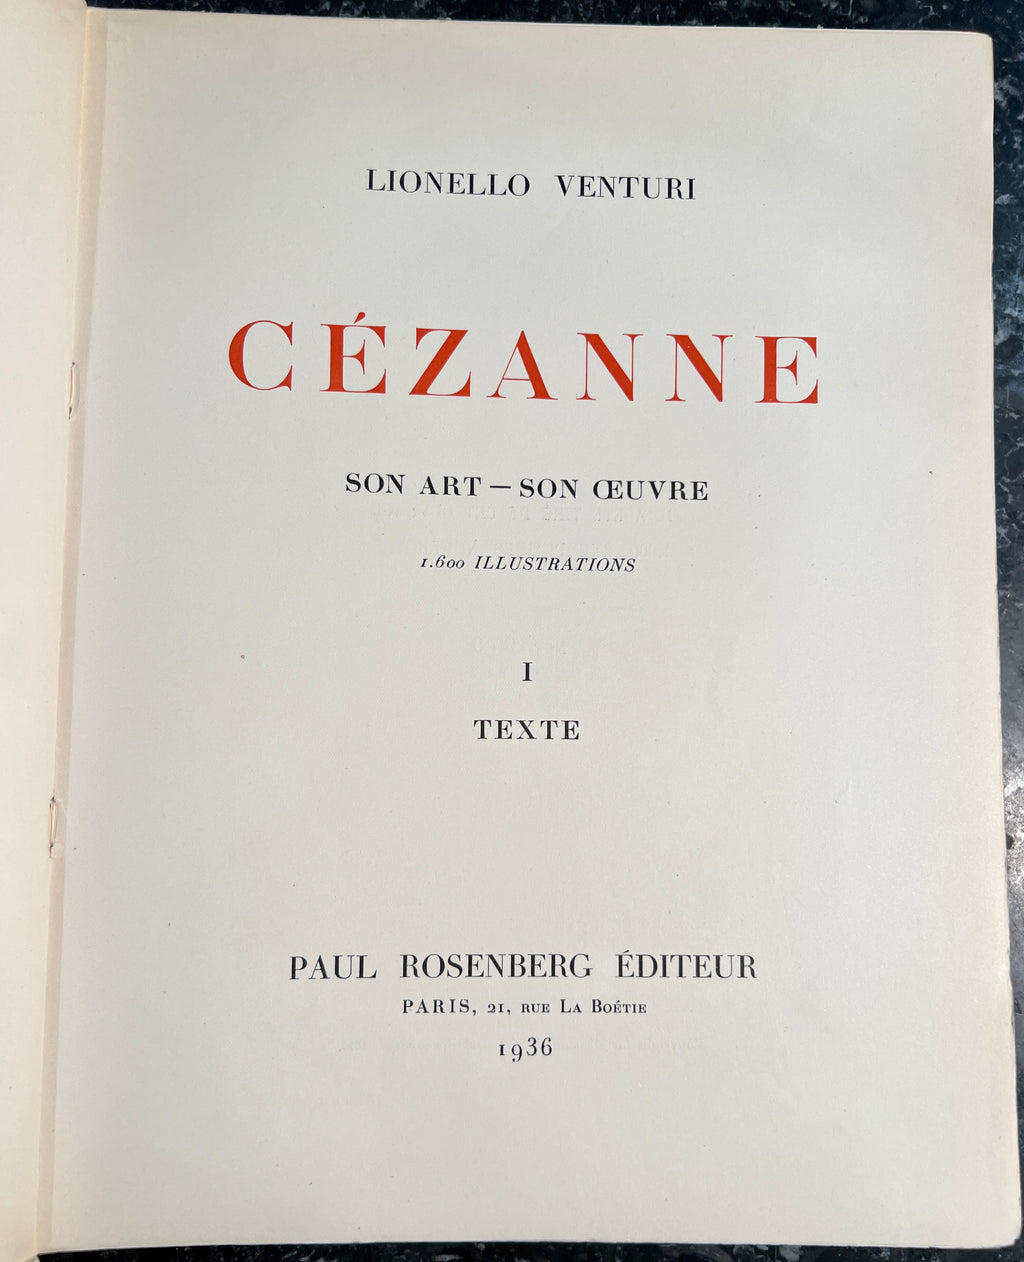 LIONELLO VENTURI
CÉZANNE
SON ART — SON ŒUVRE
1.600 ILLUSTRATIONS
I
TEXTE
PAUL ROSENBERG ÉDITEUR
PARIS, 21, RUE LA BOÉTIE
1936